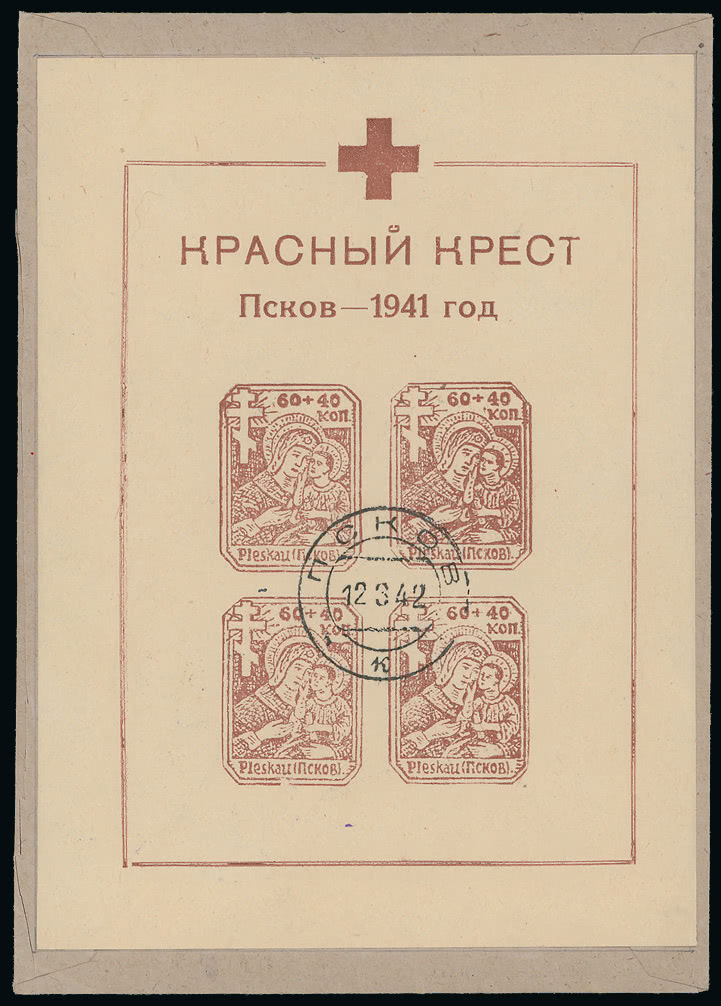 КРАСНЫЙ КРЕСТ
Псков—1941 год
60+40
КОП.
Pleskau (Псков).
60+40
КОП.
Pleskau (Псков).
ПСКОВ
12 3 42
к
60+40
КОП.
Pleskau (Псков).
60+40
КОП.
Pleskau (Псков).